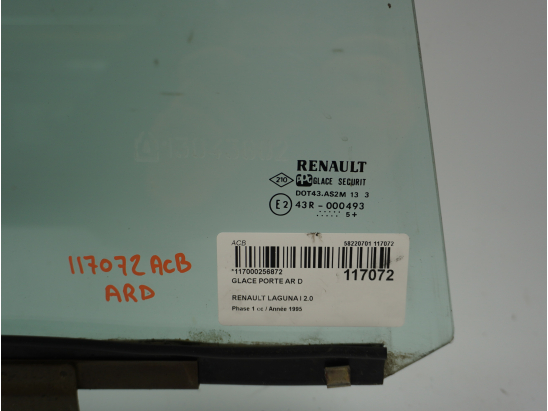 RENAULT
210 PPG GLACE SECURIT
DOT43.AS2M 13 3
E2 43R - 000493
5+
ACB 58220701 117072
*117000256872
117072
GLACE PORTE AR D
RENAULT LAGUNA I 2.0
Phase 1 cc / Année 1995
117072 ACB
ARD